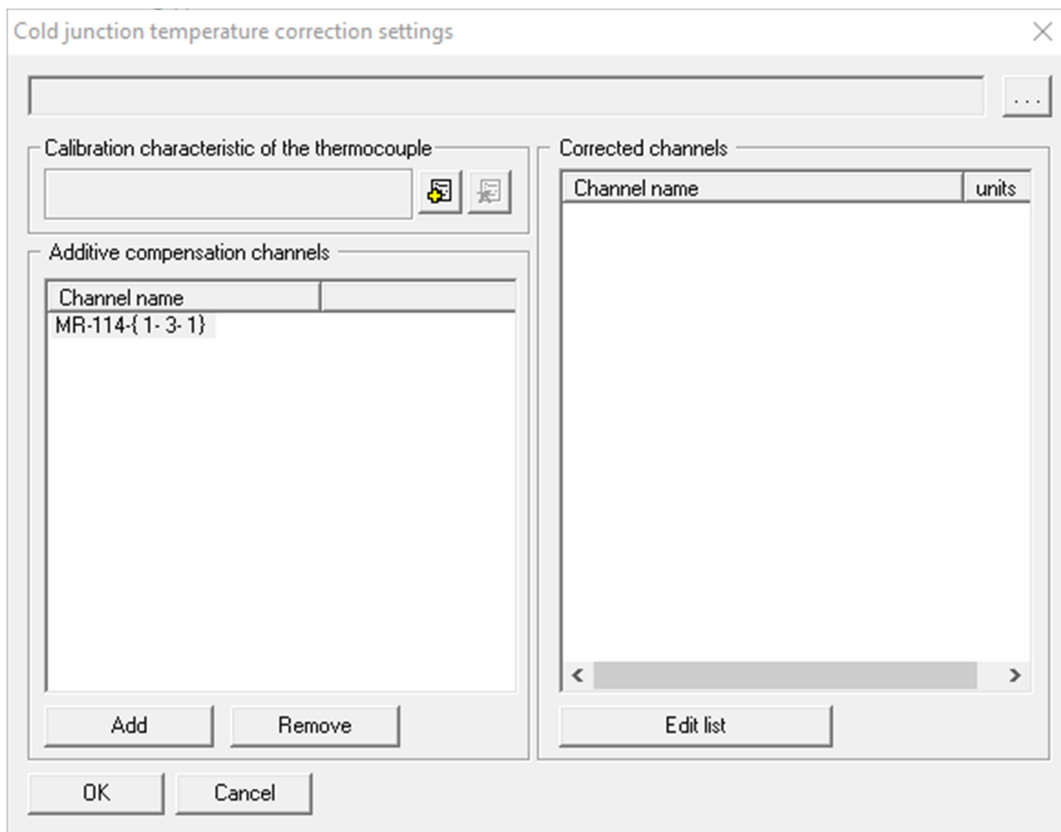 Cold junction temperature correction settings
...
Calibration characteristic of the thermocouple
Corrected channels
Channel name
units
Additive compensation channels
Channel name
MR-114-{ 1- 3- 1}
Add
Remove
Edit list
OK
Cancel